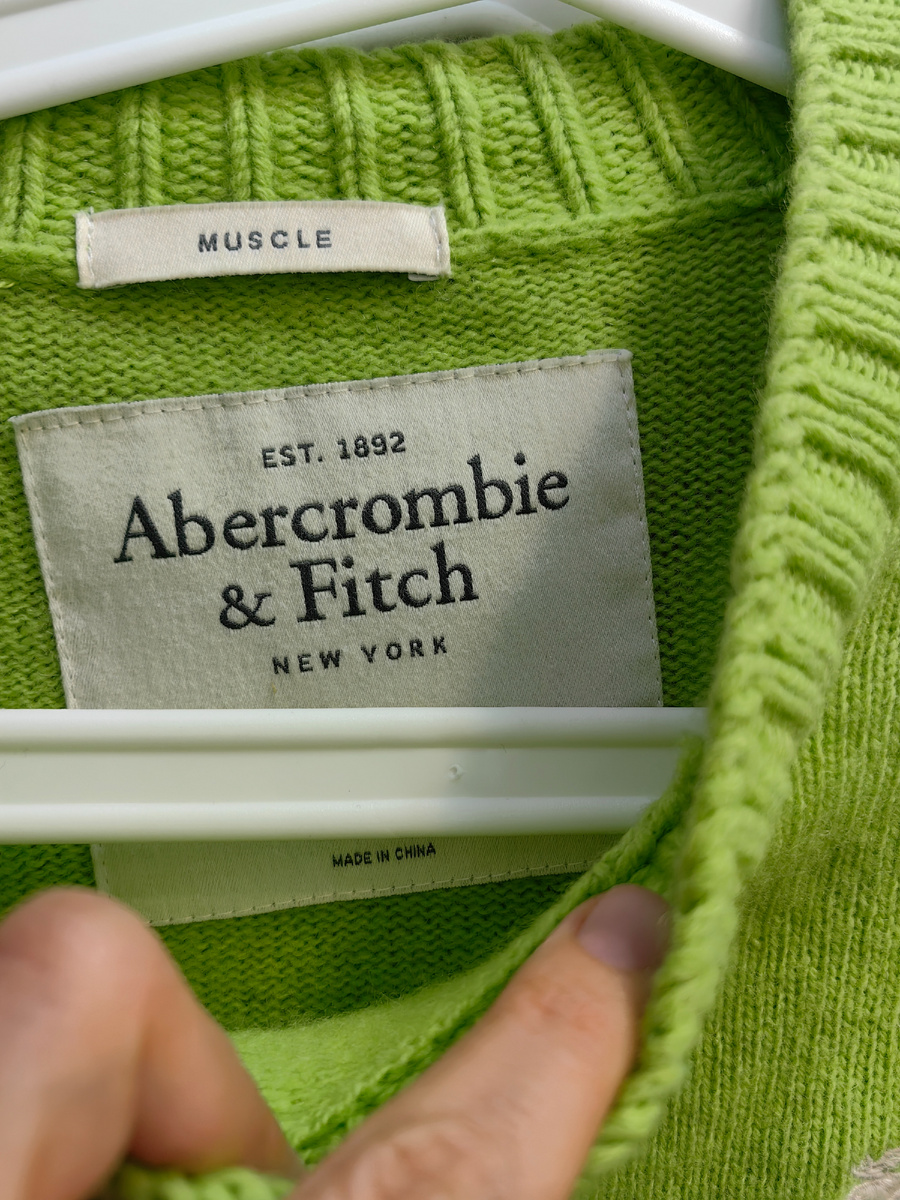 MUSCLE
EST. 1892
Abercrombie
& Fitch
NEW YORK
MADE IN CHINA